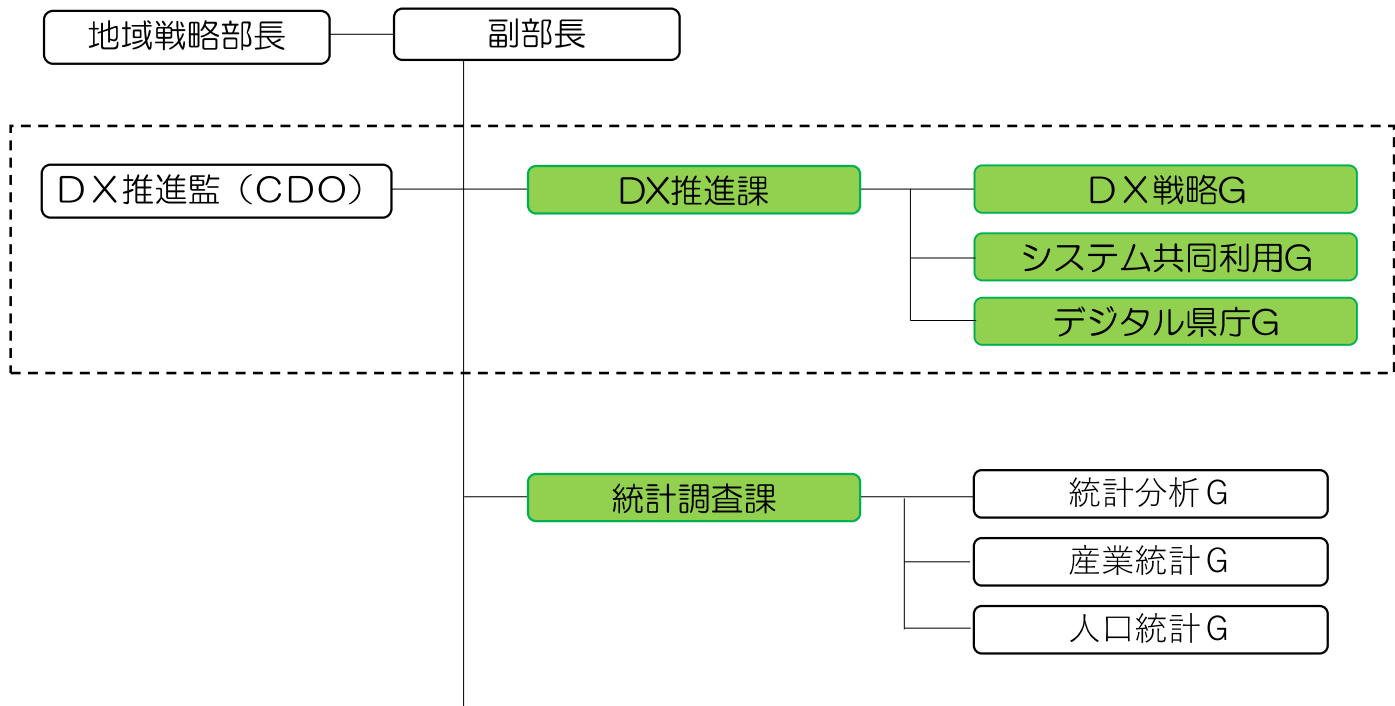 地域戦略部長
副部長
ＤＸ推進監（ＣＤＯ）
DX推進課
ＤＸ戦略G
システム共同利用G
デジタル県庁G
統計調査課
統計分析Ｇ
産業統計Ｇ
人口統計Ｇ